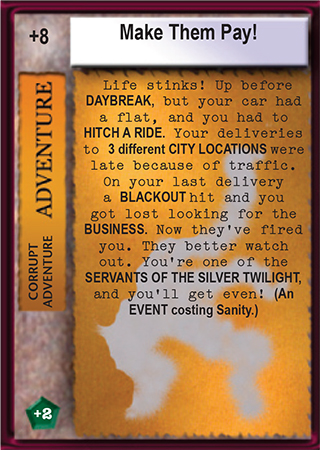 +8
Make Them Pay!
CORRUPT
ADVENTURE
ADVENTURE
Life stinks! Up before
DAYBREAK, but your car had
a flat, and you had to
HITCH A RIDE. Your deliveries
to 3 different CITY LOCATIONS were
late because of traffic.
On your last delivery
a BLACKOUT hit and you
got lost looking for the
BUSINESS. Now they've fired
you. They better watch
out. You're one of the
SERVANTS OF THE SILVER TWILIGHT,
and you'll get even! (An
EVENT costing Sanity.)
+2